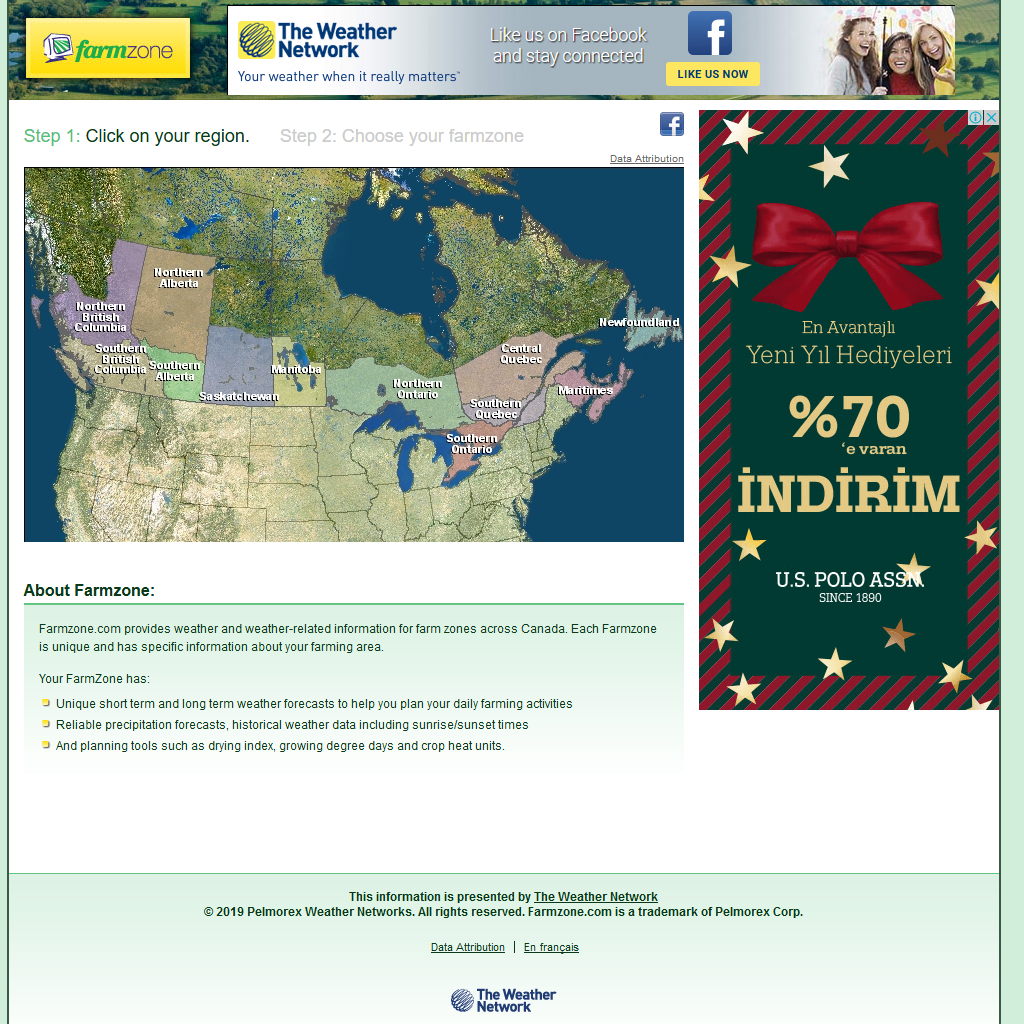 farmzone
The Weather
Network
Your weather when it really matters™
Like us on Facebook
and stay connected
LIKE US NOW
Step 1: Click on your region.
Step 2: Choose your farmzone
Data Attribution
Northern
Alberta
Northern
British
Columbia
Southern
British
Columbia
Southern
Alberta
Saskatchewan
Manitoba
Northern
Ontario
Southern
Ontario
Central
Quebec
Southern
Quebec
Maritimes
Newfoundland
En Avantajlı
Yeni Yıl Hediyeleri
%70
'e varan
İNDİRİM
U.S. POLO ASSN.
SINCE 1890
About Farmzone:
Farmzone.com provides weather and weather-related information for farm zones across Canada. Each Farmzone
is unique and has specific information about your farming area.
Your FarmZone has:
Unique short term and long term weather forecasts to help you plan your daily farming activities
Reliable precipitation forecasts, historical weather data including sunrise/sunset times
And planning tools such as drying index, growing degree days and crop heat units.
This information is presented by The Weather Network
© 2019 Pelmorex Weather Networks. All rights reserved. Farmzone.com is a trademark of Pelmorex Corp.
Data Attribution | En français
The Weather
Network